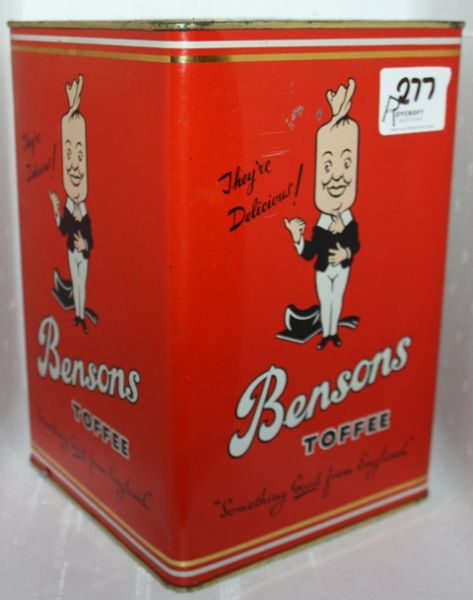 They're
Delicious!
Bensons
TOFFEE
"Something Good from England"
277
ROYCROFT
They're
Delicious!
Bensons
TOFFEE
"Something Good from England"